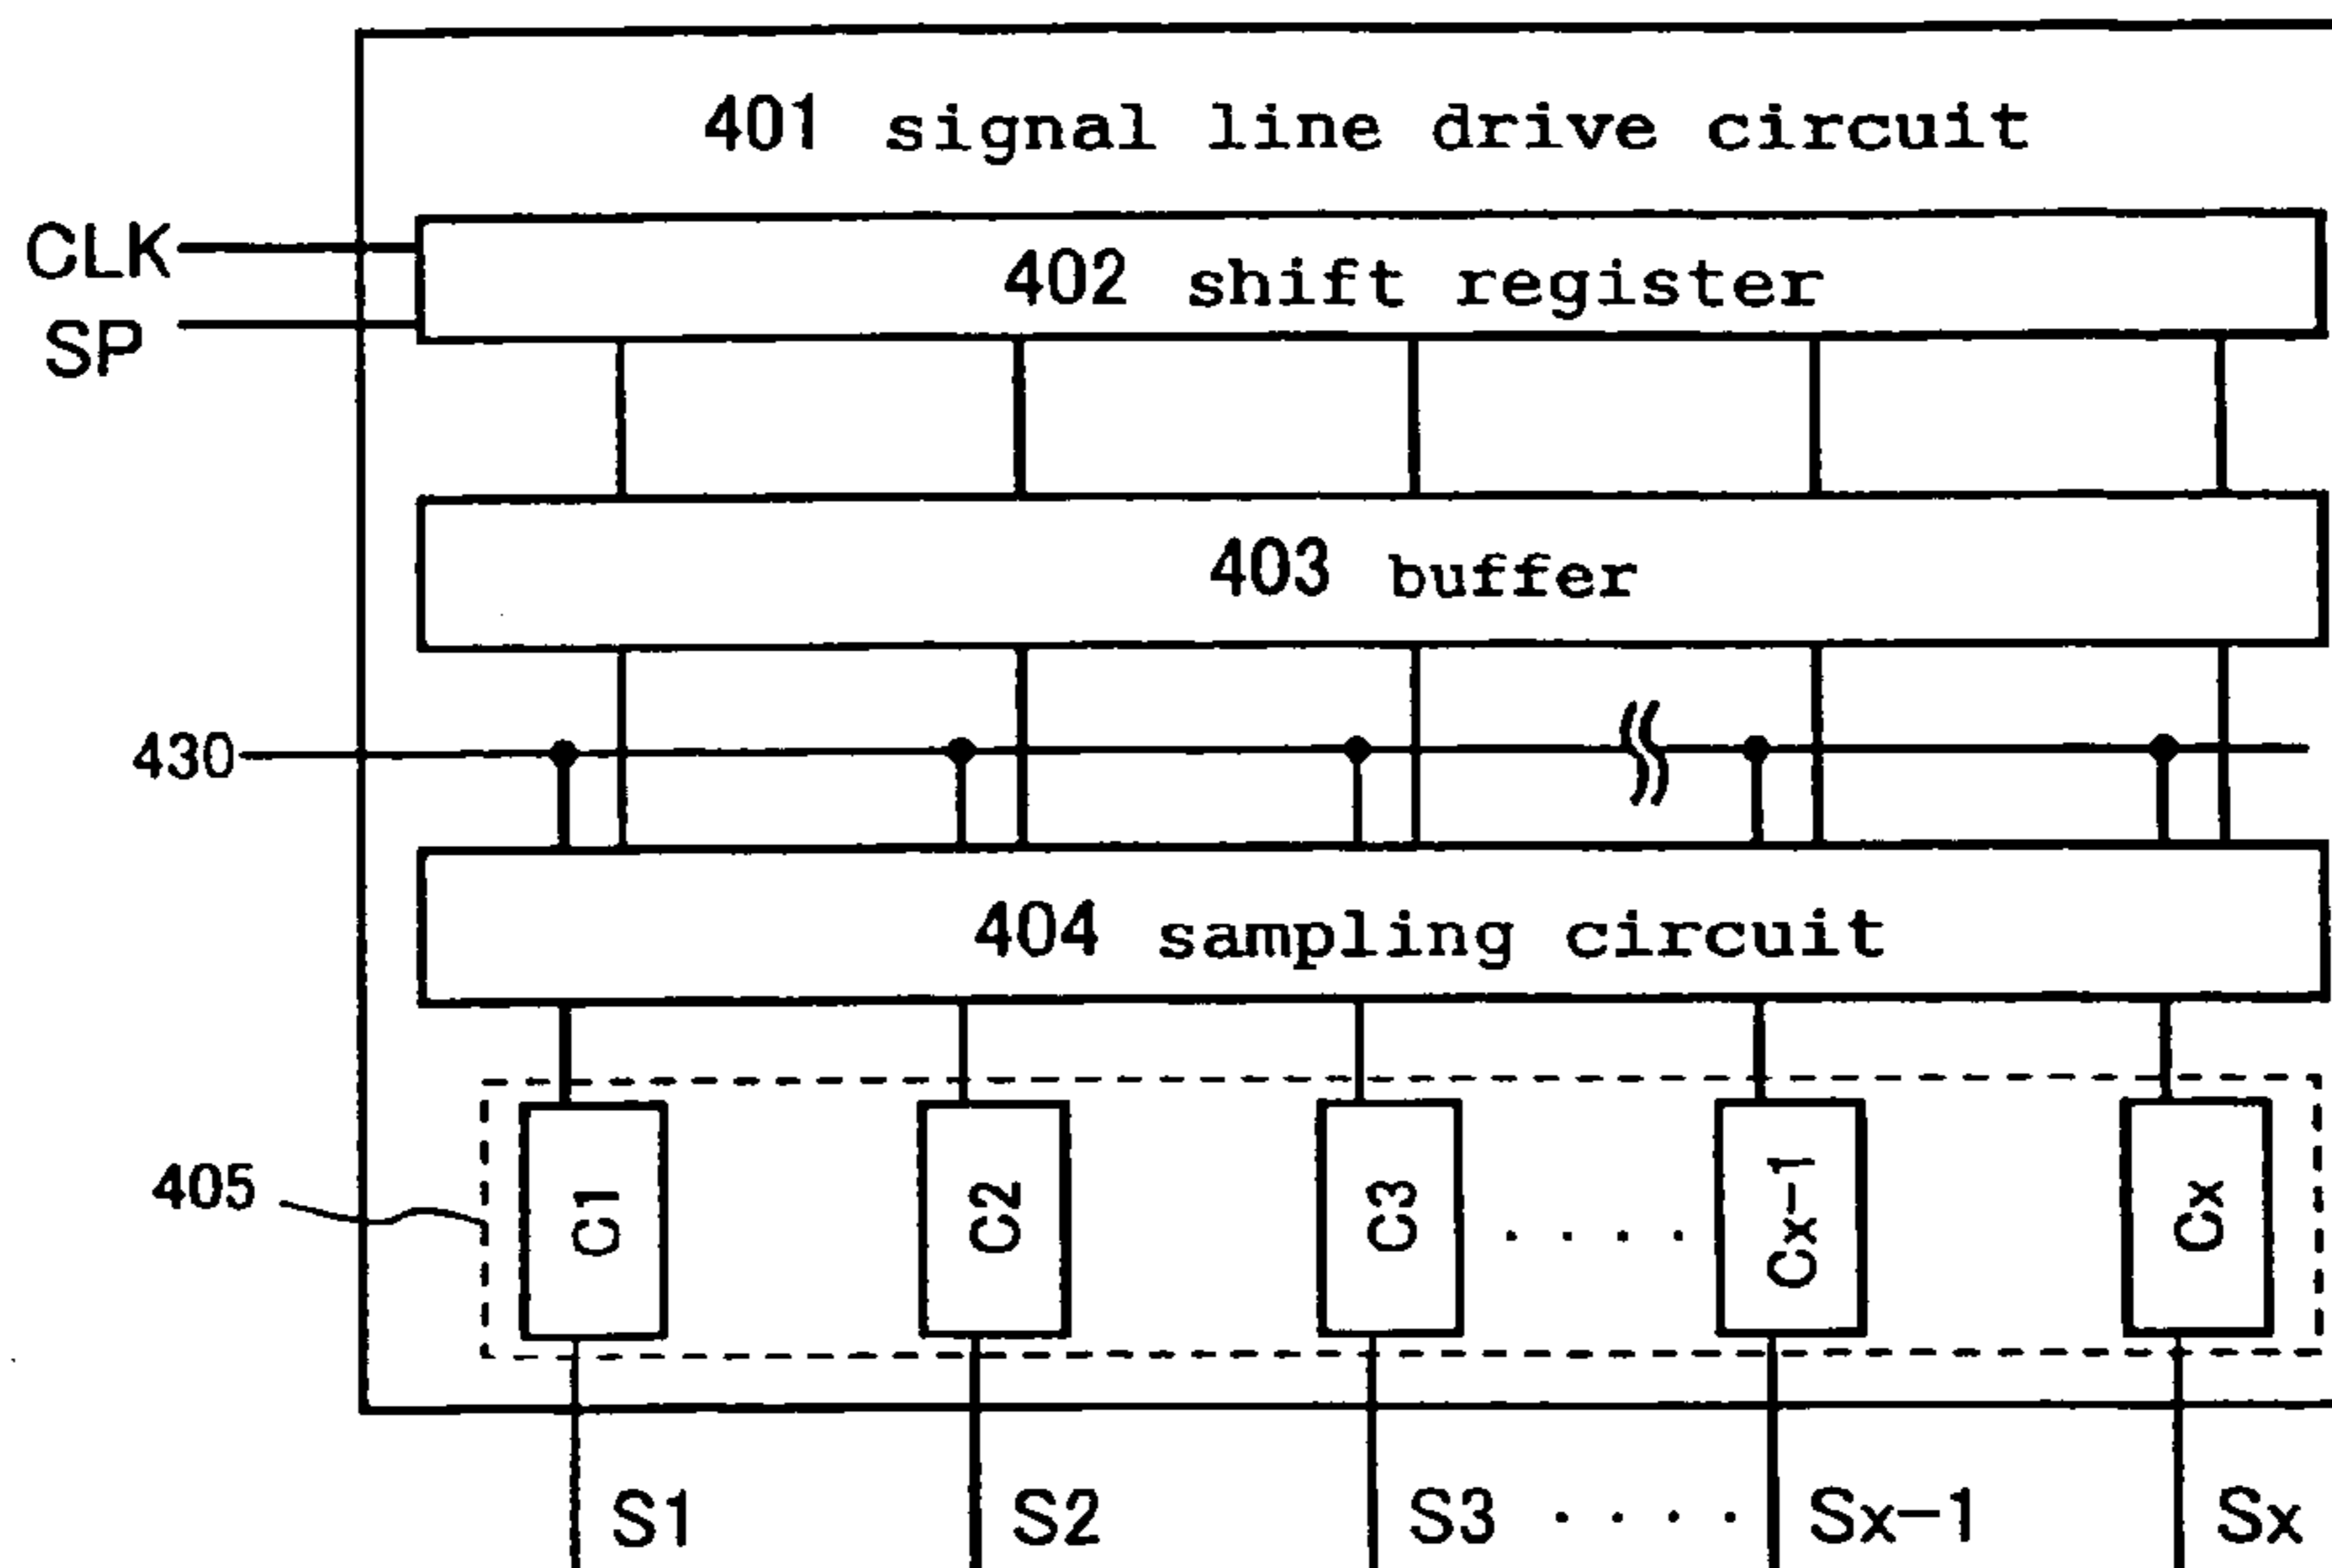 401 signal line drive circuit
CLK
402 shift register
SP
403 buffer
430
404 sampling circuit
405
C1
C2
C3
. . . .
Cx-1
Cx
S1
S2
S3
. . . .
Sx-1
Sx